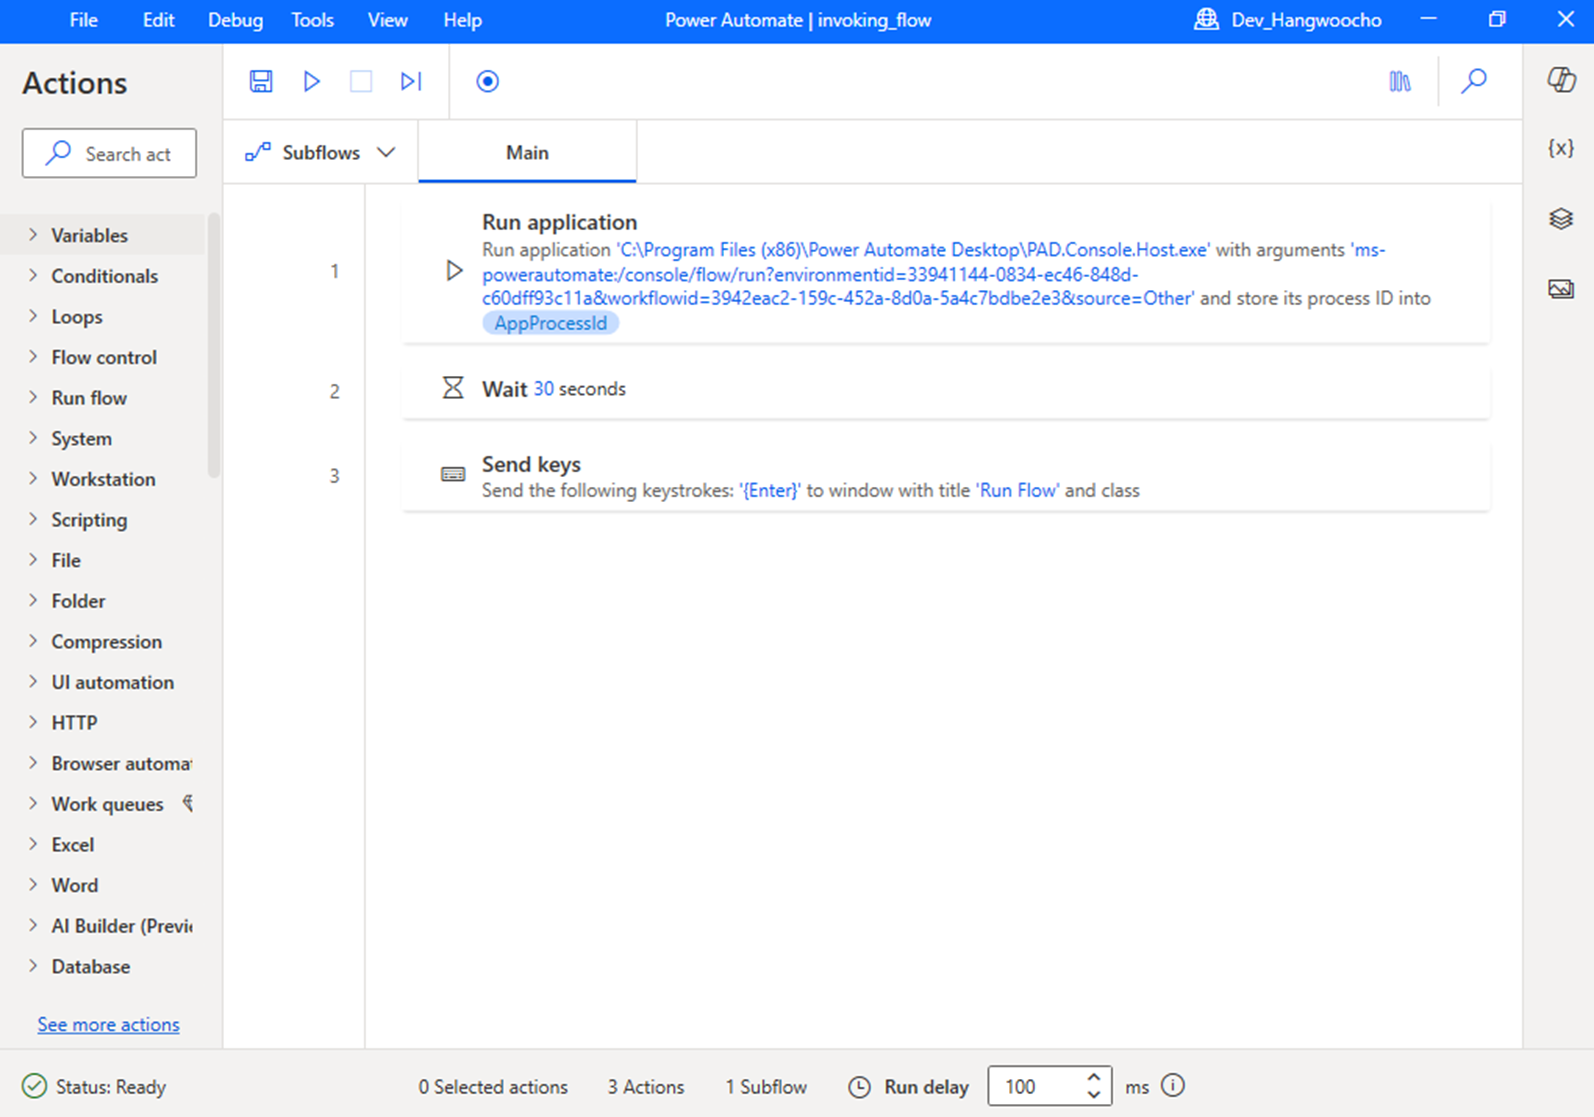 File Edit Debug Tools View Help Power Automate | invoking_flow Dev_Hangwoocho
Actions
Search act
Subflows Main
Variables
Conditionals
Loops
Flow control
Run flow
System
Workstation
Scripting
File
Folder
Compression
UI automation
HTTP
Browser automat
Work queues
Excel
Word
AI Builder (Previe
Database
See more actions
1
Run application
Run application 'C:\Program Files (x86)\Power Automate Desktop\PAD.Console.Host.exe' with arguments 'ms-
powerautomate:/console/flow/run?environmentid=33941144-0834-ec46-848d-
c60dff93c11a&workflowid=3942eac2-159c-452a-8d0a-5a4c7bdbe2e3&source=Other' and store its process ID into
AppProcessId
2
Wait 30 seconds
3
Send keys
Send the following keystrokes: '{Enter}' to window with title 'Run Flow' and class
{x}
Status: Ready 0 Selected actions 3 Actions 1 Subflow Run delay 100 ms